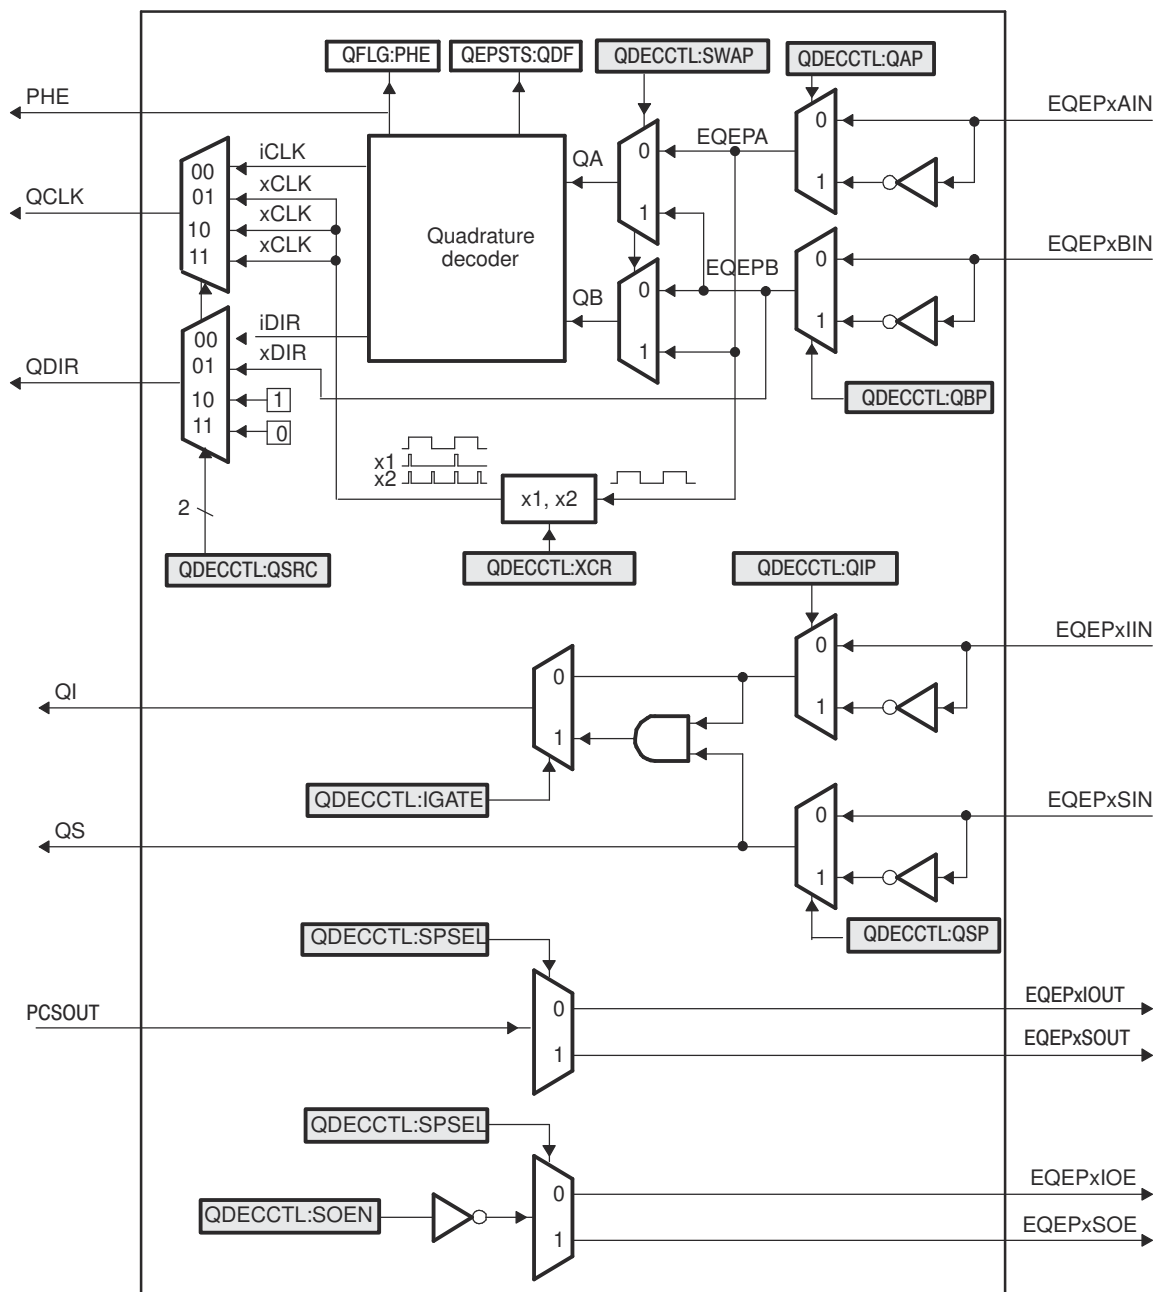 QFLG:PHE
QEPSTS:QDF
QDECCTL:SWAP
QDECCTL:QAP
PHE
EQEPxAIN
0
EQEPA
iCLK
QA
0
00
xCLK
1
01
QCLK
xCLK
1
10
xCLK
11
Quadrature
decoder
EQEPxBIN
EQEPB
0
QB
0
iDIR
1
00
xDIR
1
01
QDIR
10
1
QDECCTL:QBP
11
0
x1
x2
x1, x2
2
QDECCTL:QSRC
QDECCTL:XCR
QDECCTL:QIP
EQEPxIIN
0
0
QI
1
1
QDECCTL:IGATE
EQEPxSIN
0
QS
1
QDECCTL:SPSEL
QDECCTL:QSP
EQEPxIOUT
PCSOUT
0
EQEPxSOUT
1
QDECCTL:SPSEL
EQEPxIOE
0
QDECCTL:SOEN
EQEPxSOE
1